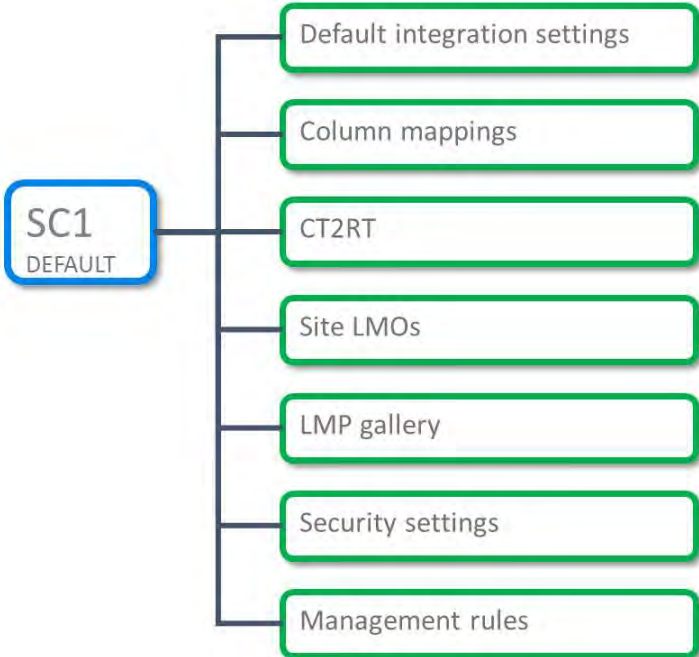 Default integration settings
Column mappings
SC1
DEFAULT
CT2RT
Site LMOs
LMP gallery
Security settings
Management rules